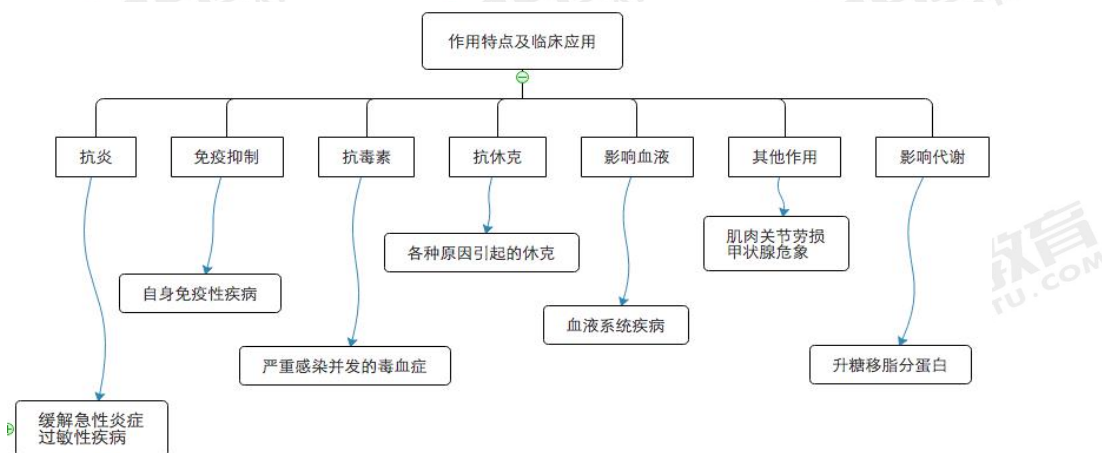 作用特点及临床应用
抗炎
免疫抑制
抗毒素
抗休克
影响血液
其他作用
影响代谢
肌肉关节劳损
甲状腺危象
各种原因引起的休克
自身免疫性疾病
血液系统疾病
严重感染并发的毒血症
升糖移脂分蛋白
缓解急性炎症
过敏性疾病
教育
TU.COM